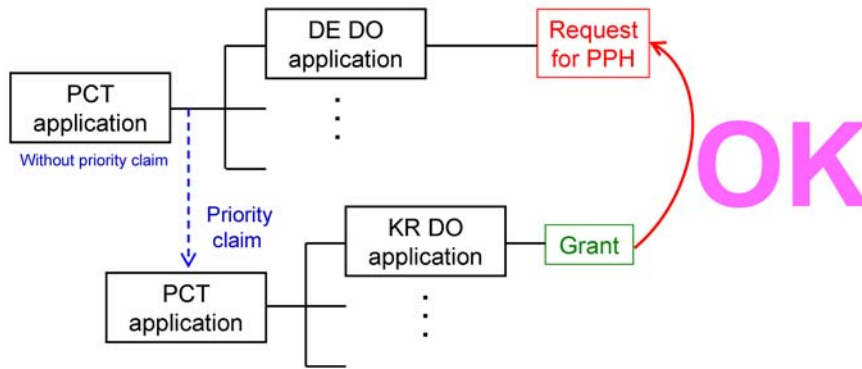 DE DO
application
Request
for PPH
PCT
application
Without priority claim
OK
Priority
claim
KR DO
application
Grant
PCT
application